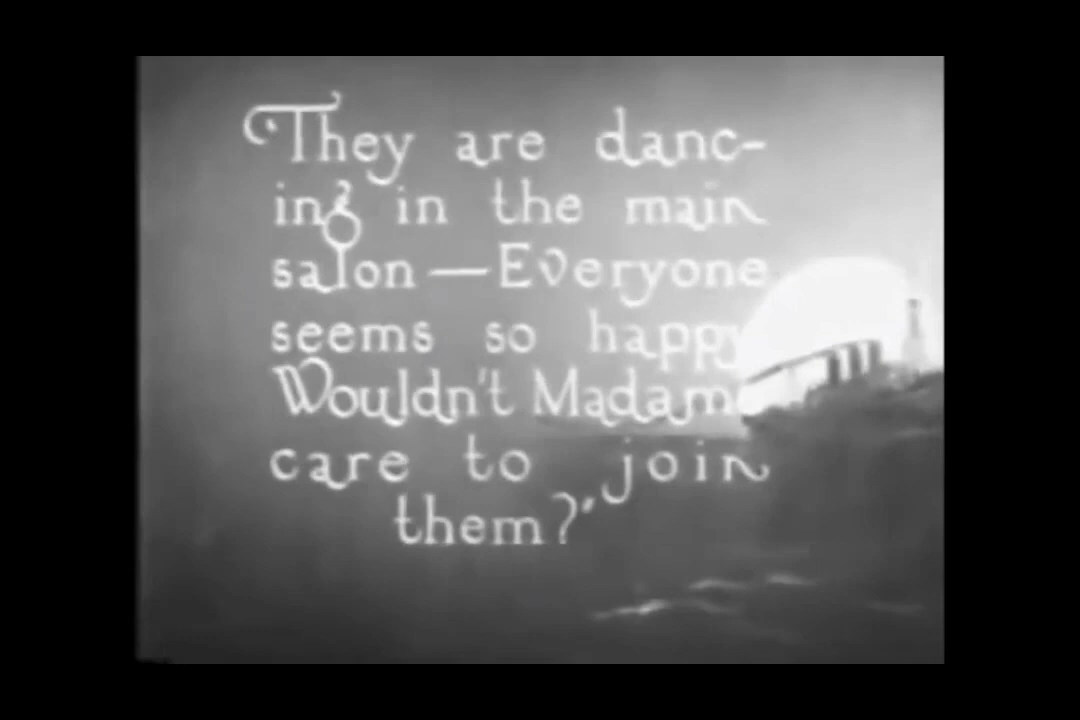 "They are danc-
ing in the main
salon — Everyone
seems so happy
Wouldn't Madame
care to join
them?"